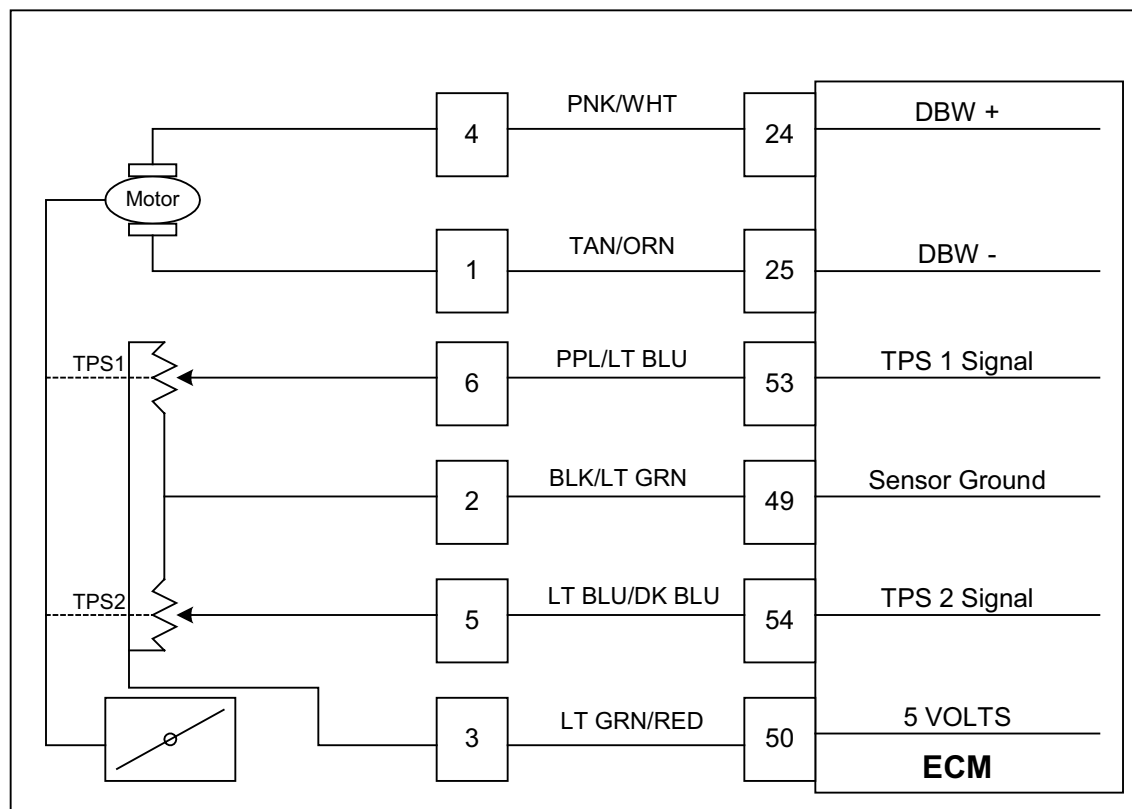 4 PNK/WHT 24 DBW +
Motor
1 TAN/ORN 25 DBW -
TPS1 6 PPL/LT BLU 53 TPS 1 Signal
2 BLK/LT GRN 49 Sensor Ground
TPS2 5 LT BLU/DK BLU 54 TPS 2 Signal
3 LT GRN/RED 50 5 VOLTS
ECM